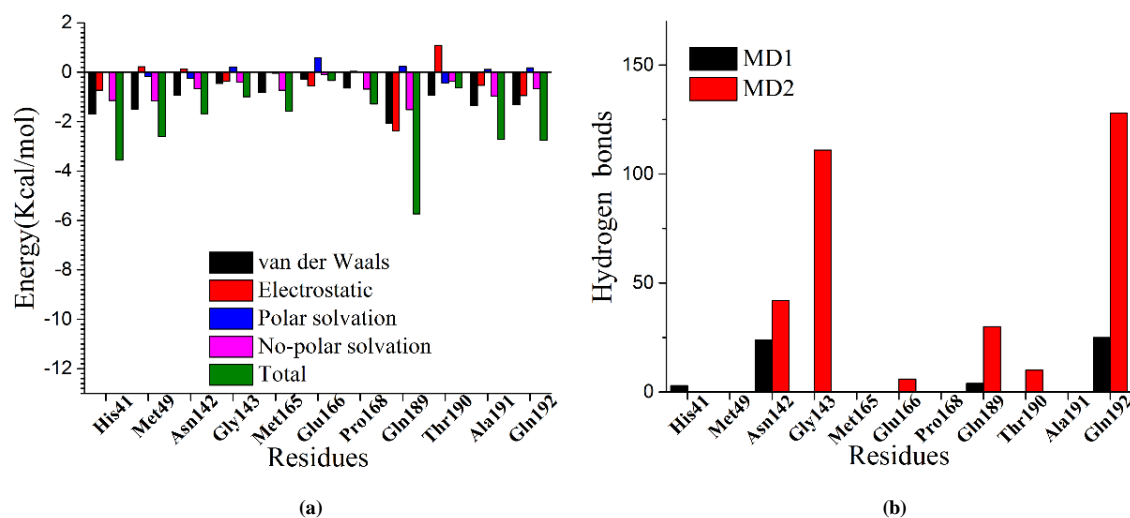 2
0
-2
-4
-6
-8
-10
-12
Energy(Kcal/mol)
van der Waals
Electrostatic
Polar solvation
No-polar solvation
Total
His41
Met49
Asn142
Gly143
Met165
Glu166
Pro168
Gln189
Thr190
Ala191
Gln192
Residues
(a)
150
100
50
0
Hydrogen bonds
MD1
MD2
His41
Met49
Asn142
Gly143
Met165
Glu166
Pro168
Gln189
Thr190
Ala191
Gln192
Residues
(b)